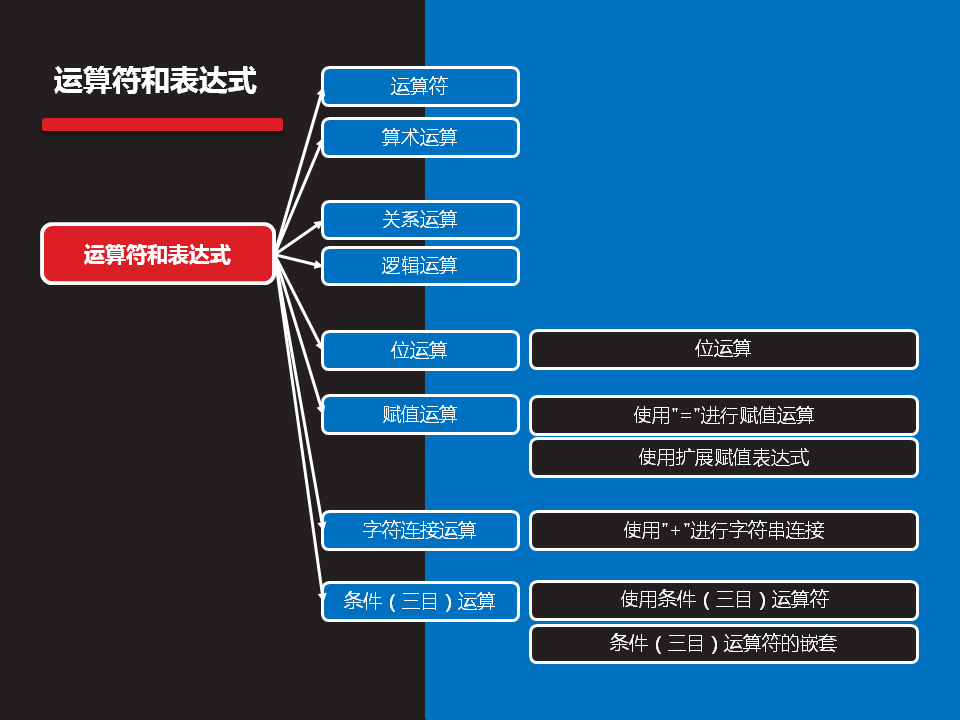 运算符和表达式
运算符和表达式
运算符
算术运算
关系运算
逻辑运算
位运算
位运算
赋值运算
使用"="进行赋值运算
使用扩展赋值表达式
字符连接运算
使用"+"进行字符串连接
条件（三目）运算
使用条件（三目）运算符
条件（三目）运算符的嵌套